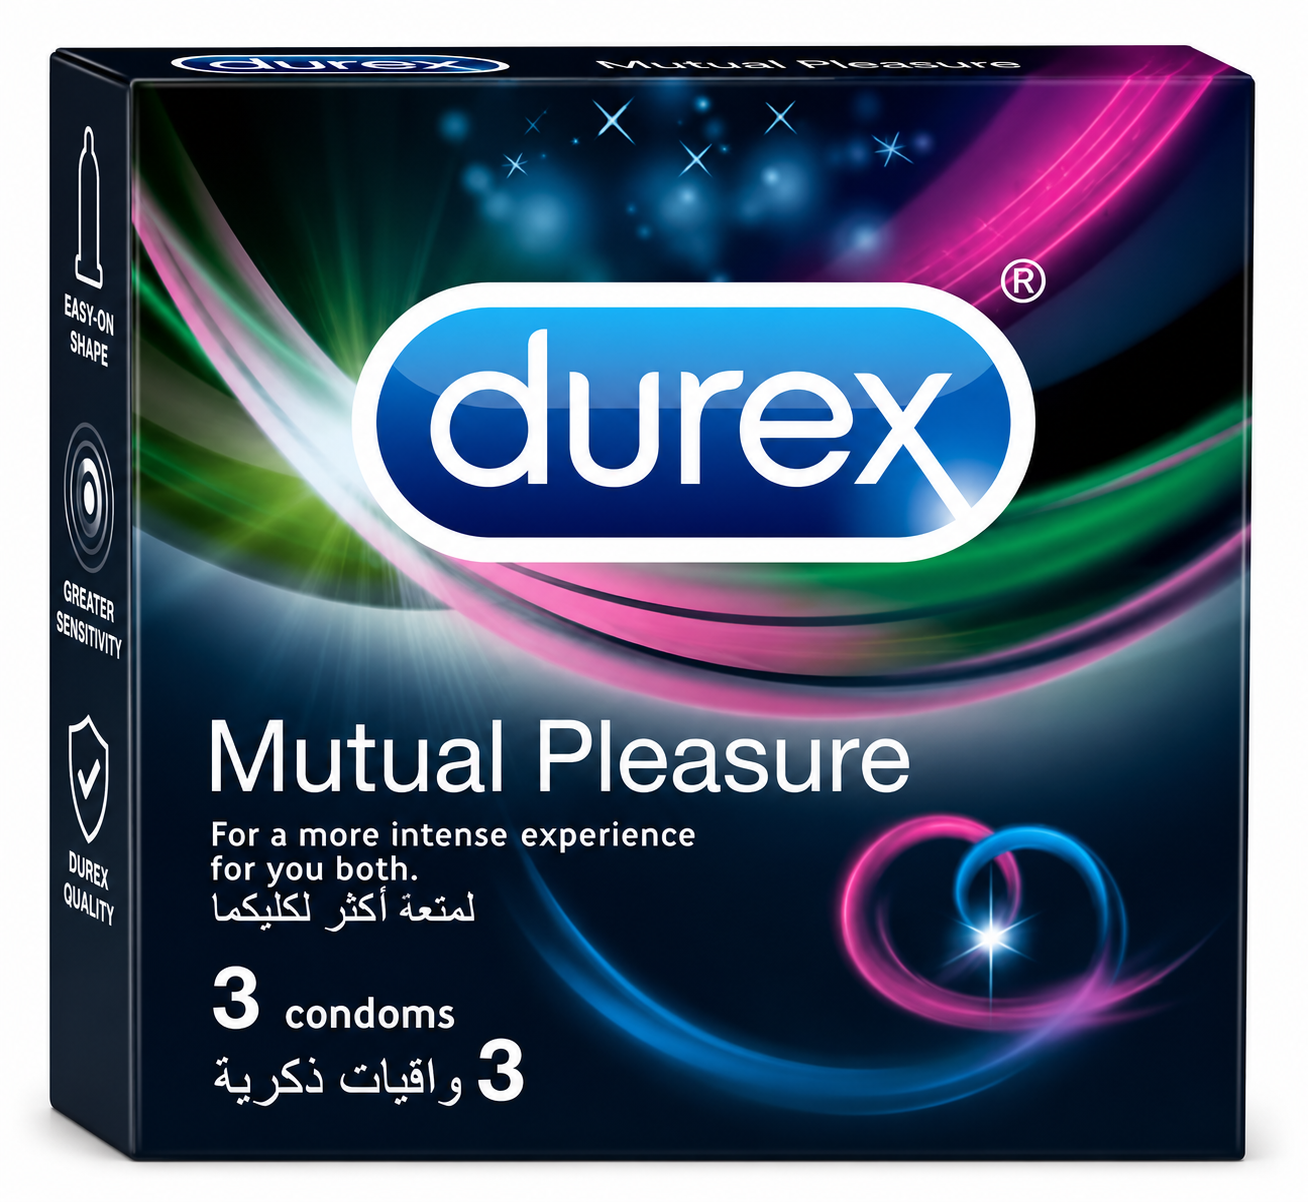 durex Mutual Pleasure
EASY-ON
SHAPE
GREATER
SENSITIVITY
DUREX
QUALITY
durex®
Mutual Pleasure
For a more intense experience
for you both.
لمتعة أكثر لكليكما
3 condoms
3 واقيات ذكرية